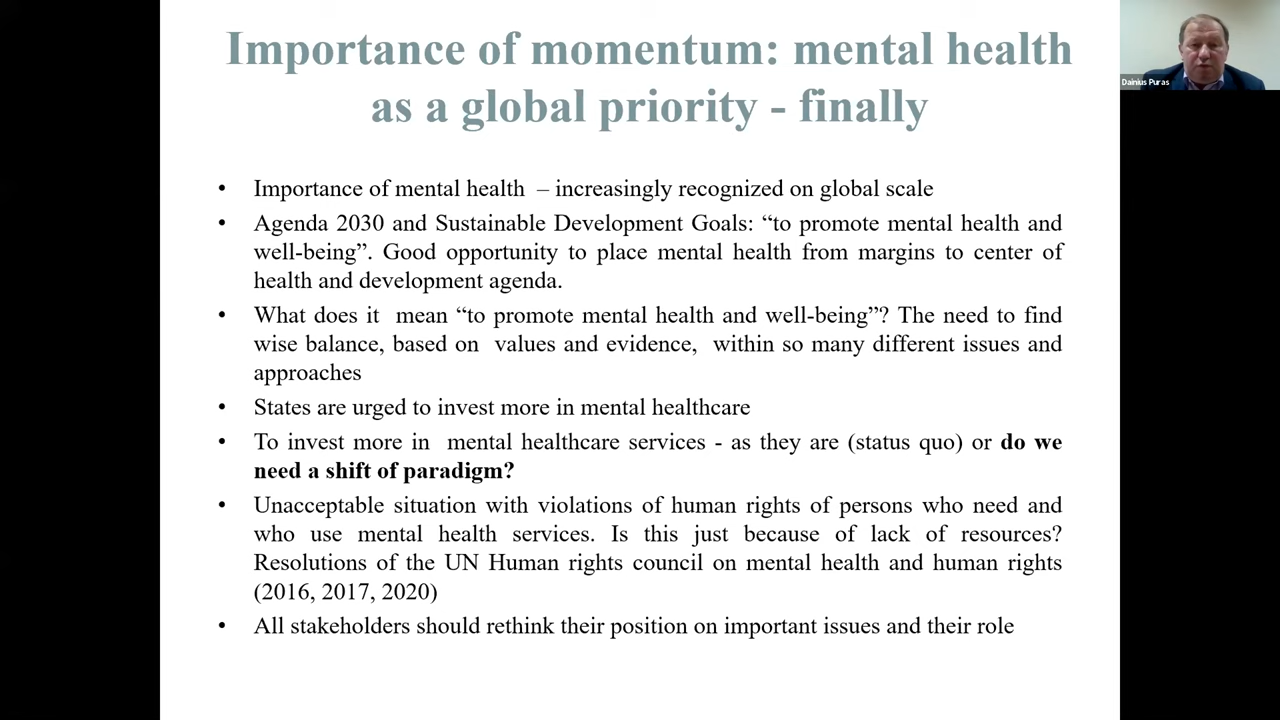 Importance of momentum: mental health
as a global priority - finally
Dainius Puras
• Importance of mental health – increasingly recognized on global scale
• Agenda 2030 and Sustainable Development Goals: “to promote mental health and
well-being”. Good opportunity to place mental health from margins to center of
health and development agenda.
• What does it mean “to promote mental health and well-being”? The need to find
wise balance, based on values and evidence, within so many different issues and
approaches
• States are urged to invest more in mental healthcare
• To invest more in mental healthcare services - as they are (status quo) or do we
need a shift of paradigm?
• Unacceptable situation with violations of human rights of persons who need and
who use mental health services. Is this just because of lack of resources?
Resolutions of the UN Human rights council on mental health and human rights
(2016, 2017, 2020)
• All stakeholders should rethink their position on important issues and their role